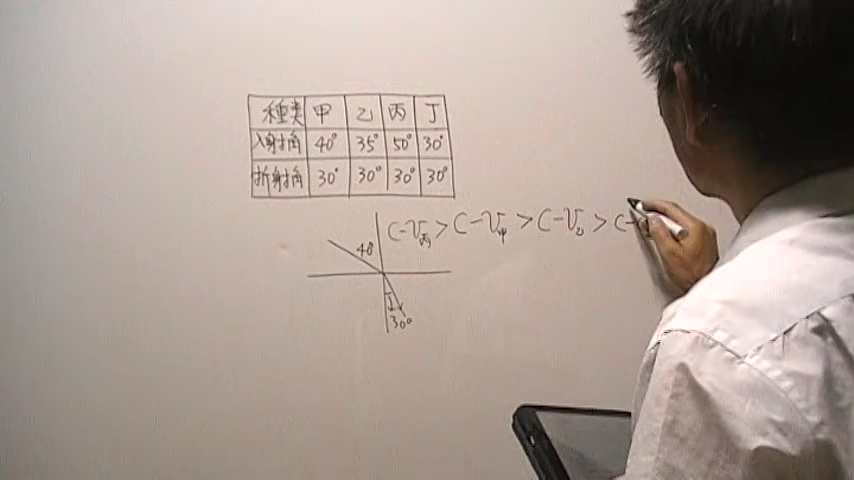 種類 甲 乙 丙 丁
入射角 40° 35° 50° 30°
折射角 30° 30° 30° 30°
C-V丙 > C-V甲 > C-V乙 > C-
40
30°